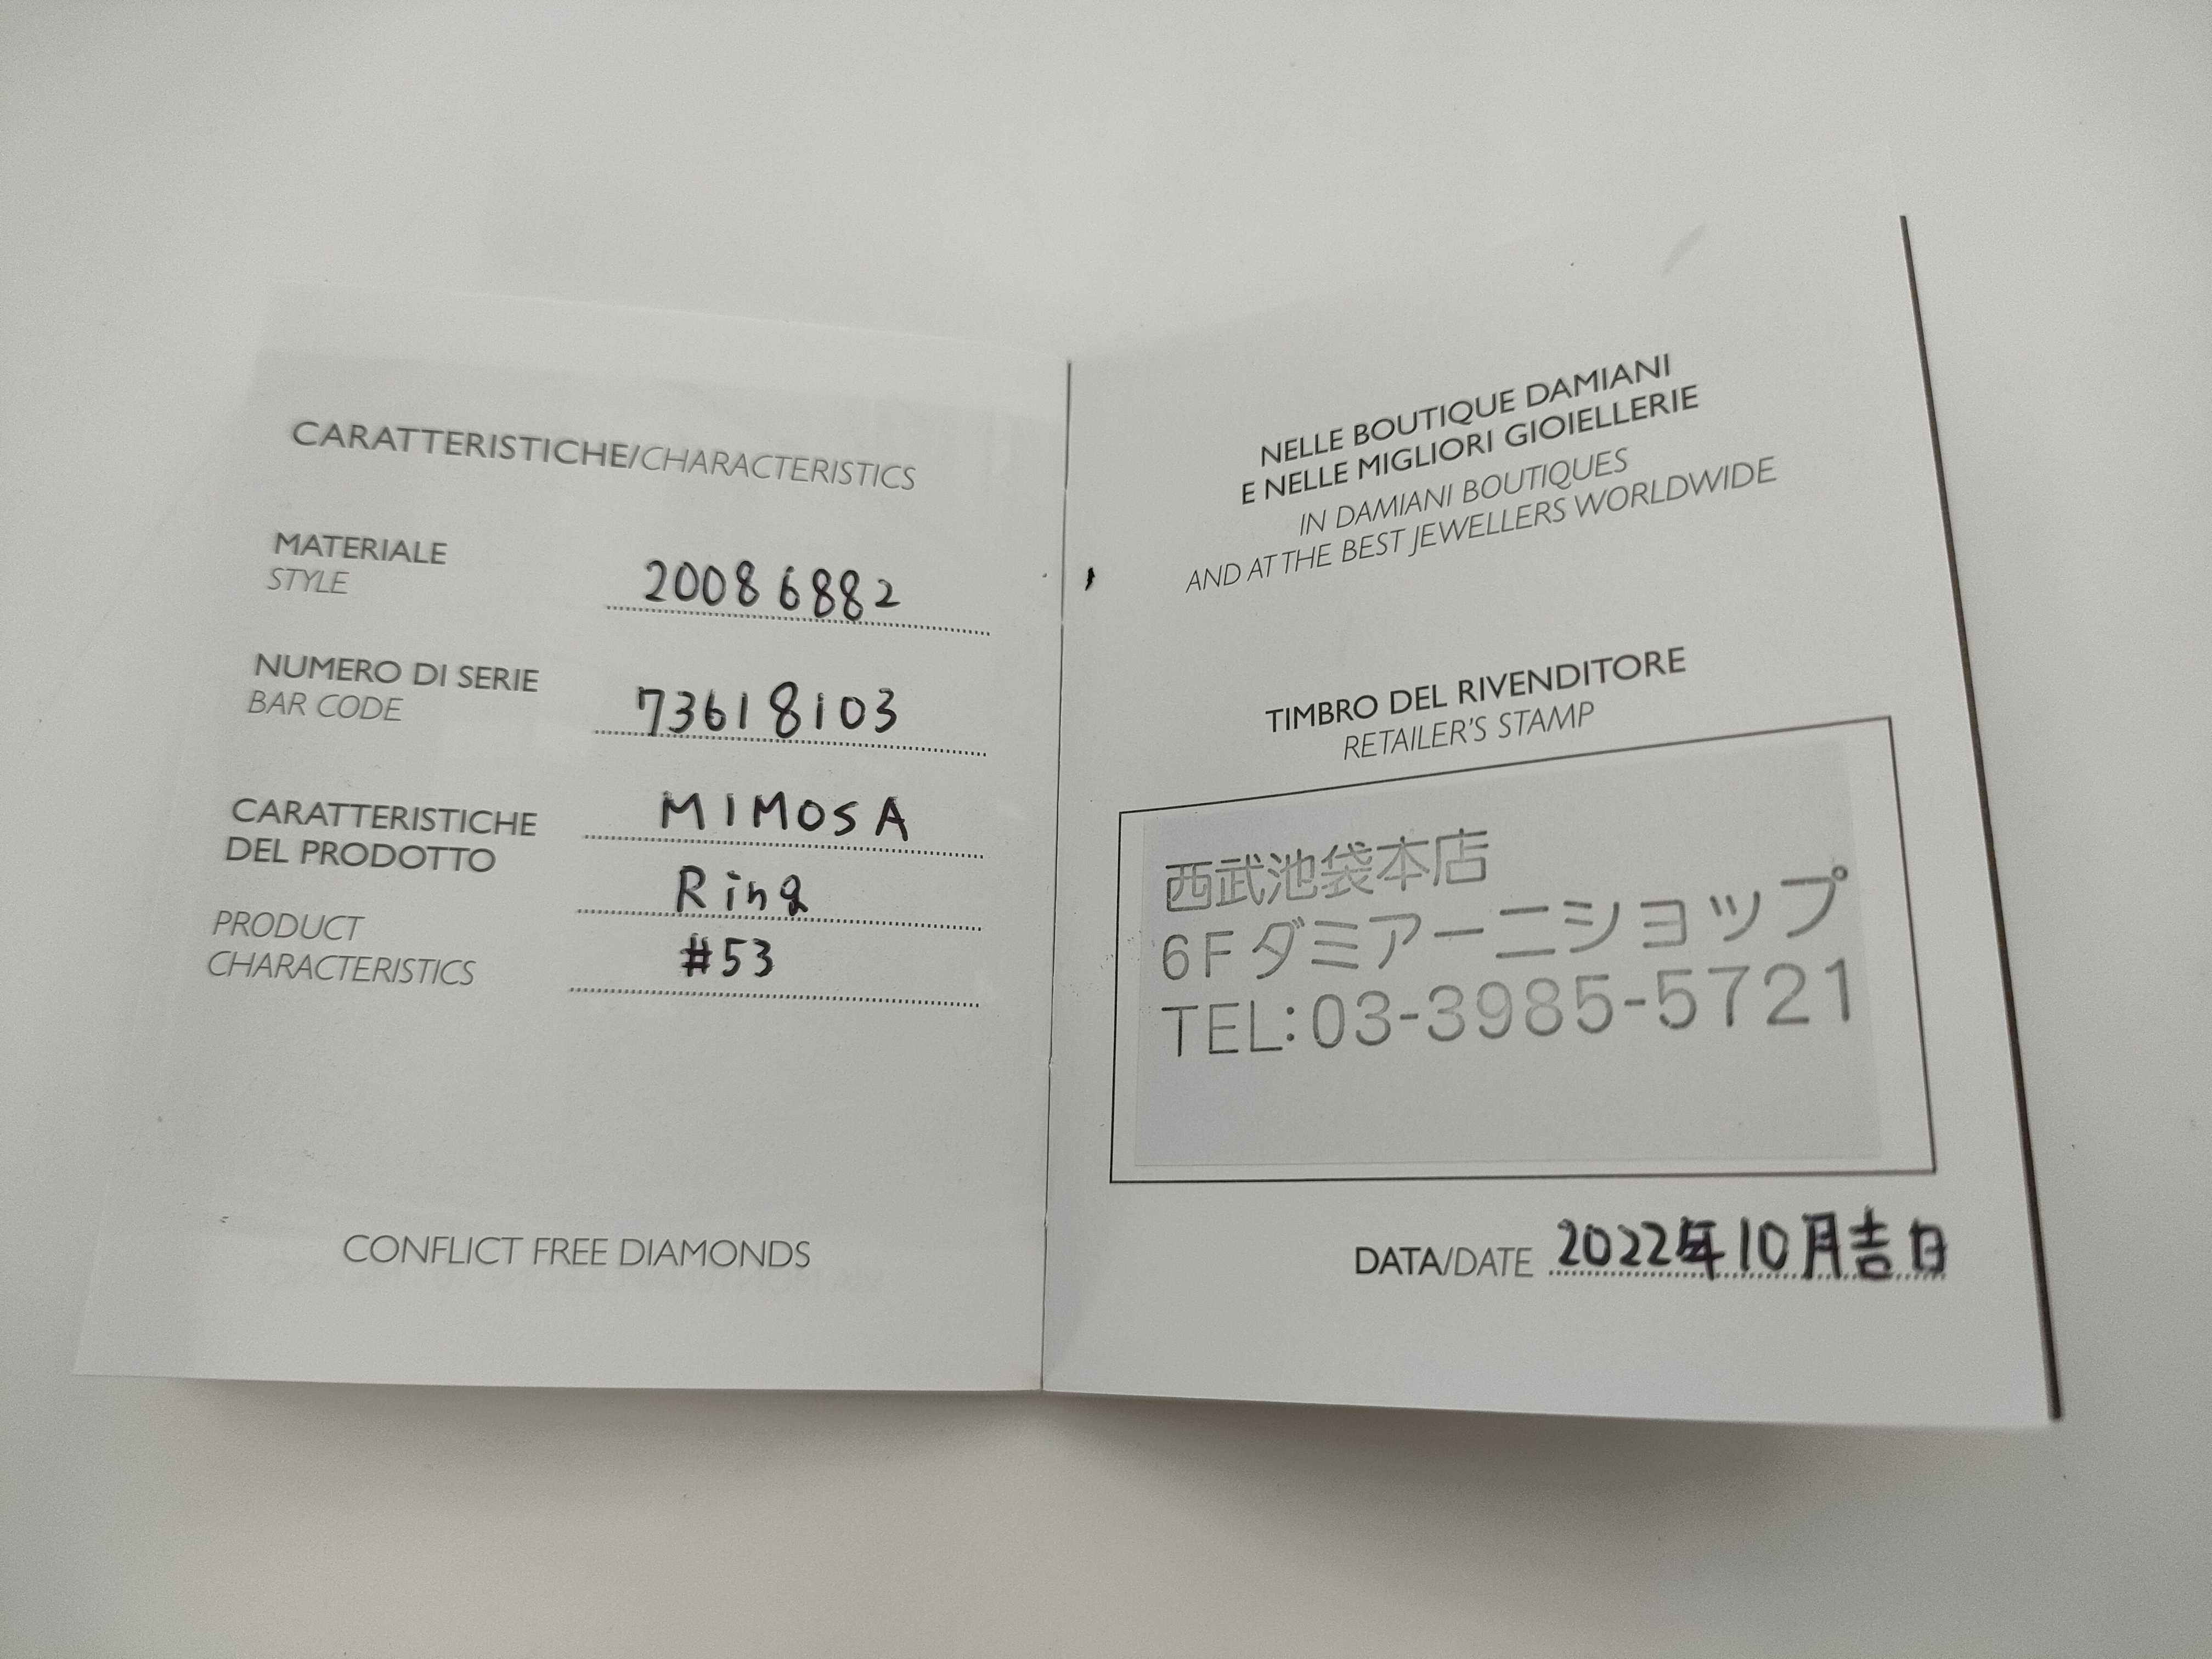 CARATTERISTICHE/CHARACTERISTICS
MATERIALE
STYLE
20086882
NUMERO DI SERIE
BAR CODE
73618103
CARATTERISTICHE
DEL PRODOTTO
PRODUCT
CHARACTERISTICS
MIMOSA
Ring
#53
CONFLICT FREE DIAMONDS
NELLE BOUTIQUE DAMIANI
E NELLE MIGLIORI GIOIELLERIE
IN DAMIANI BOUTIQUES
AND AT THE BEST JEWELLERS WORLDWIDE
TIMBRO DEL RIVENDITORE
RETAILER'S STAMP
西武池袋本店
6Fダミアーニショップ
TEL:03-3985-5721
DATA/DATE 2022年10月吉日